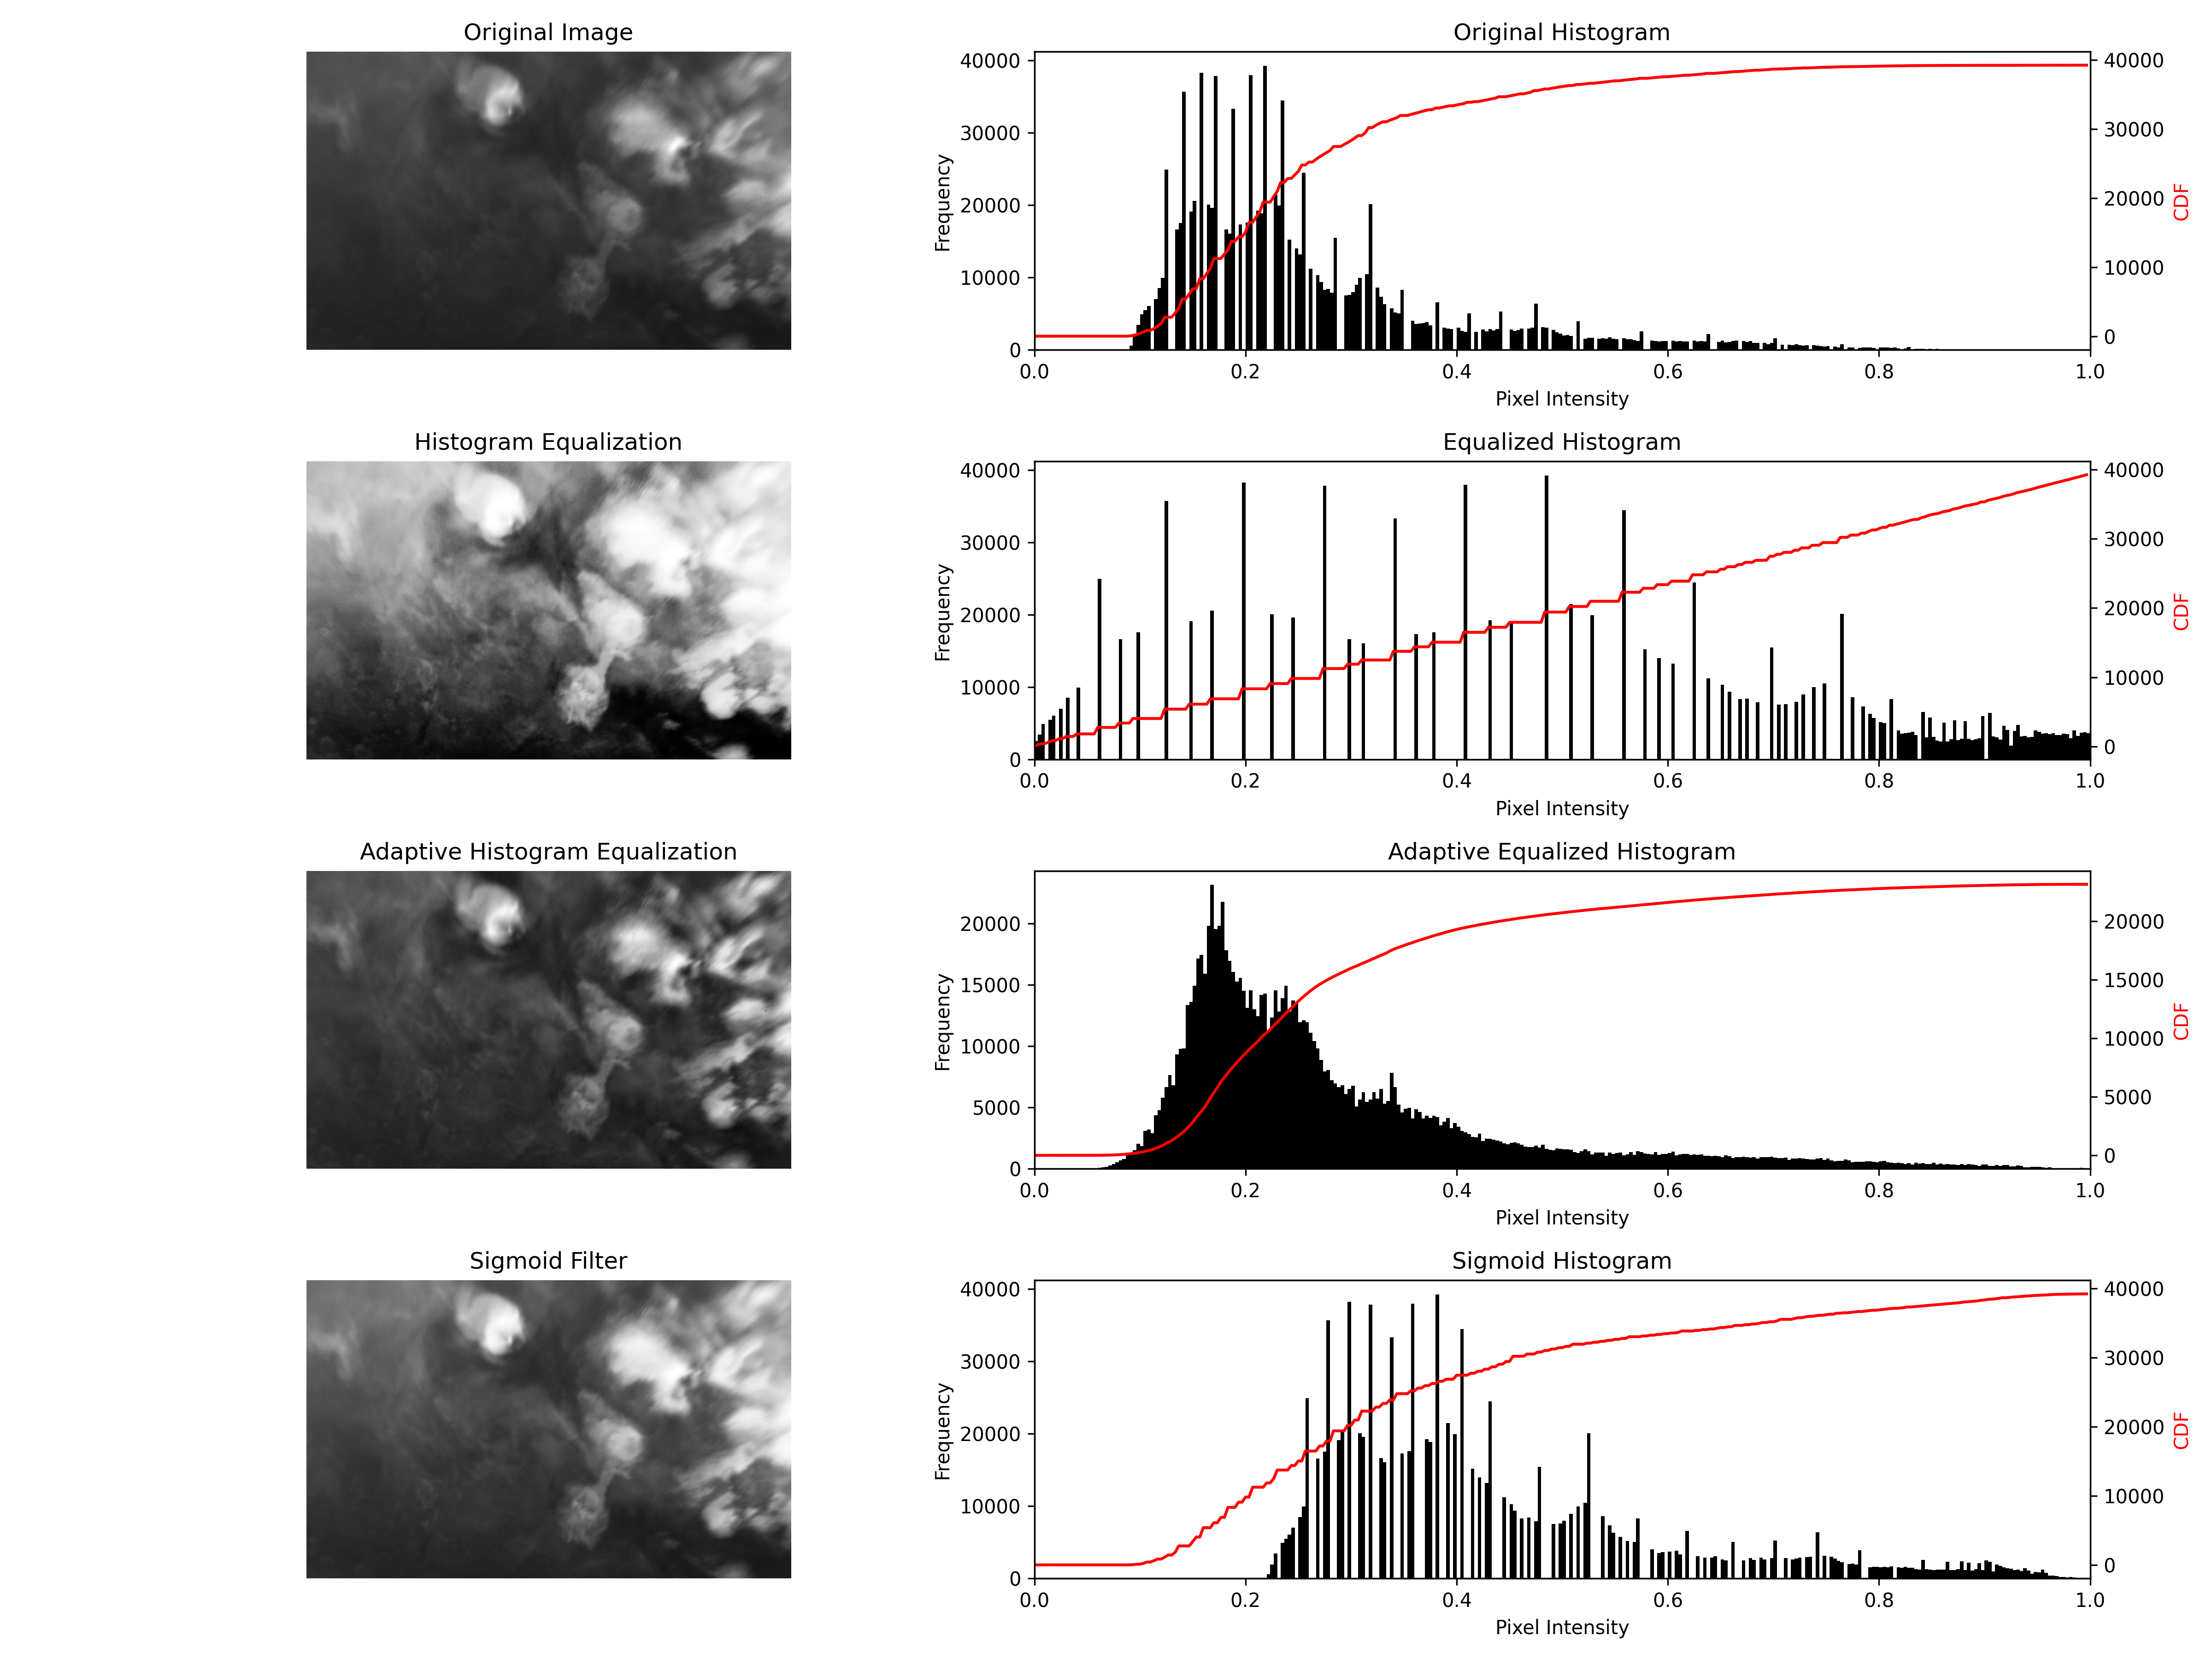 Original Image
Original Histogram
40000
30000
20000
10000
0
Frequency
40000
30000
20000
10000
0
CDF
0.0 0.2 0.4 0.6 0.8 1.0
Pixel Intensity
Histogram Equalization
Equalized Histogram
40000
30000
20000
10000
0
Frequency
40000
30000
20000
10000
0
CDF
0.0 0.2 0.4 0.6 0.8 1.0
Pixel Intensity
Adaptive Histogram Equalization
Adaptive Equalized Histogram
20000
15000
10000
5000
0
Frequency
20000
15000
10000
5000
0
CDF
0.0 0.2 0.4 0.6 0.8 1.0
Pixel Intensity
Sigmoid Filter
Sigmoid Histogram
40000
30000
20000
10000
0
Frequency
40000
30000
20000
10000
0
CDF
0.0 0.2 0.4 0.6 0.8 1.0
Pixel Intensity